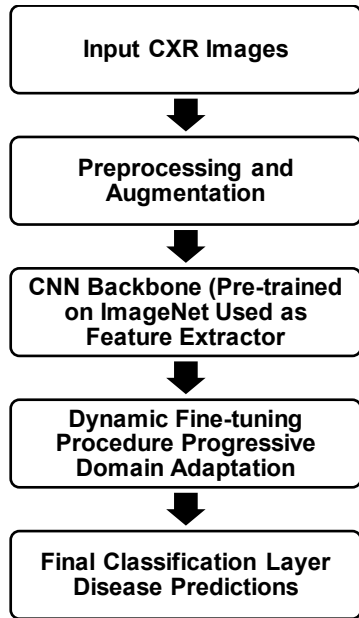 Input CXR Images
Preprocessing and
Augmentation
CNN Backbone (Pre-trained
on ImageNet Used as
Feature Extractor
Dynamic Fine-tuning
Procedure Progressive
Domain Adaptation
Final Classification Layer
Disease Predictions